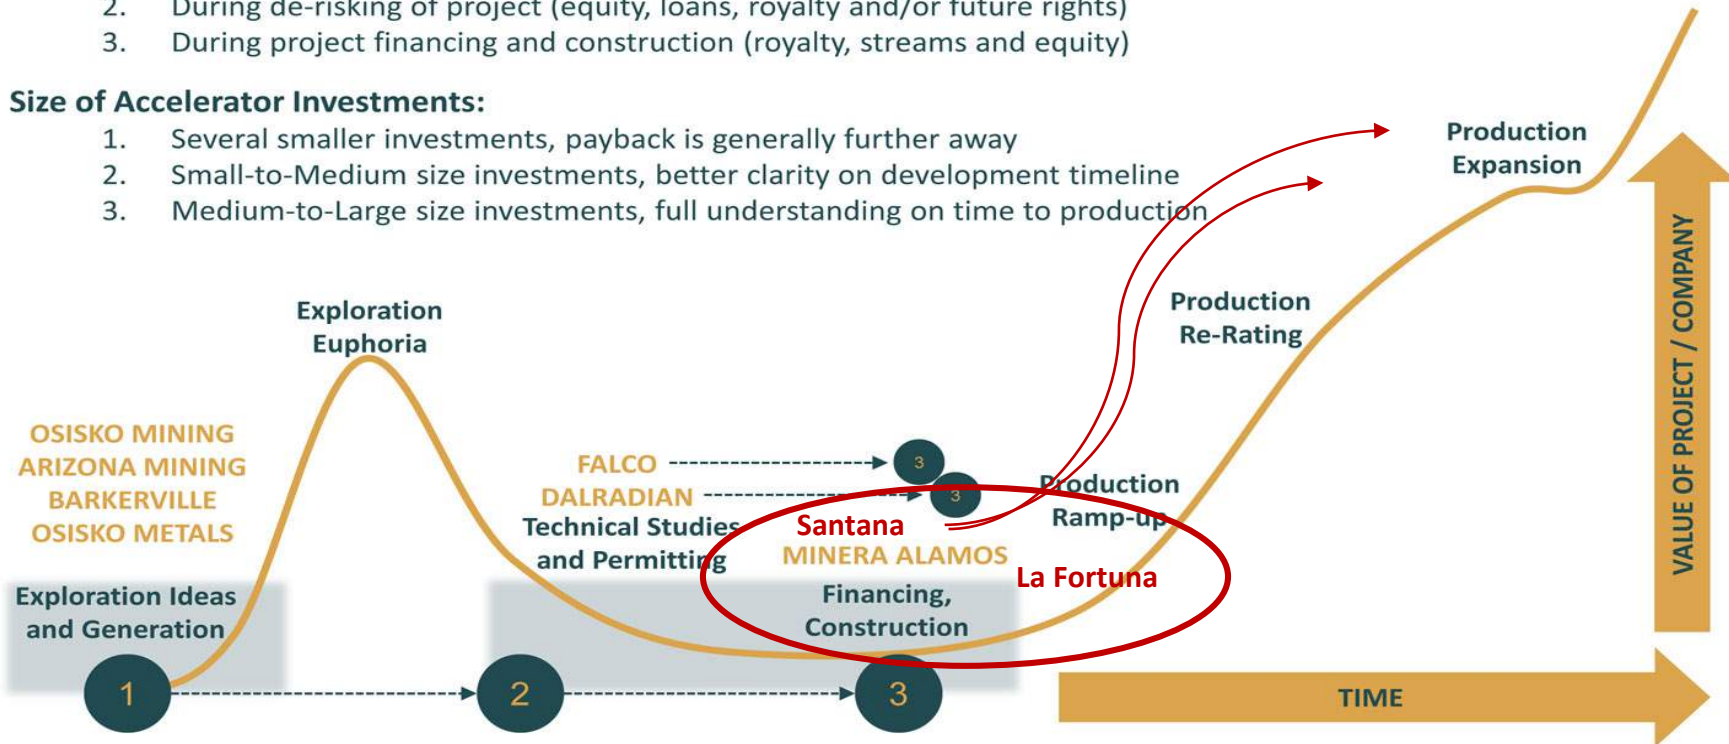 2. During de-risking of project (equity, loans, royalty and/or future rights)
3. During project financing and construction (royalty, streams and equity)
Size of Accelerator Investments:
1. Several smaller investments, payback is generally further away
2. Small-to-Medium size investments, better clarity on development timeline
3. Medium-to-Large size investments, full understanding on time to production
Production
Expansion
Exploration
Euphoria
Production
Re-Rating
VALUE OF PROJECT / COMPANY
OSISKO MINING
ARIZONA MINING
BARKERVILLE
OSISKO METALS
FALCO
3
DALRADIAN
3
Technical Studies
and Permitting
Production
Ramp-up
Santana
MINERA ALAMOS
La Fortuna
Exploration Ideas
and Generation
Financing,
Construction
1
2
3
TIME